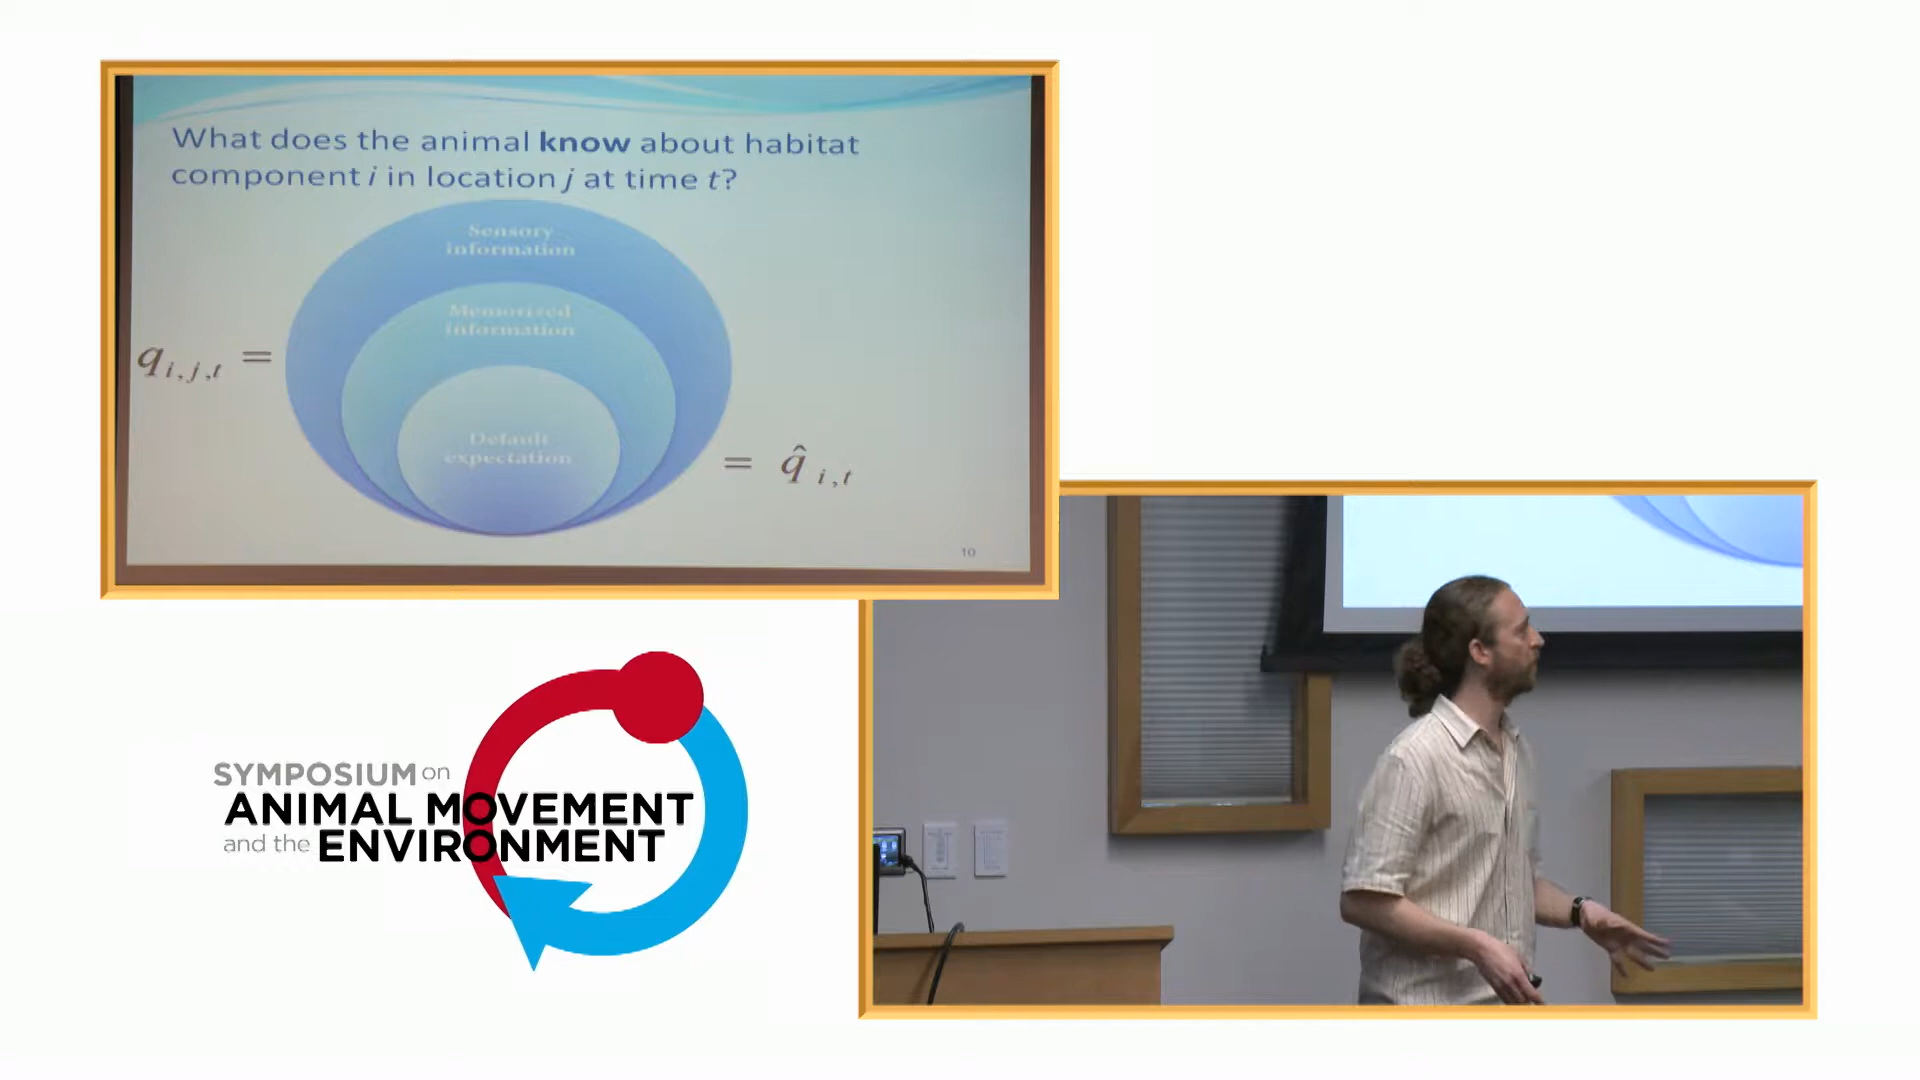 What does the animal know about habitat
component i in location j at time t?
Sensory
information
Memorized
information
q i,j,t =
Default
expectation
= q̂ i,t
10
SYMPOSIUM on
ANIMAL MOVEMENT
and the ENVIRONMENT